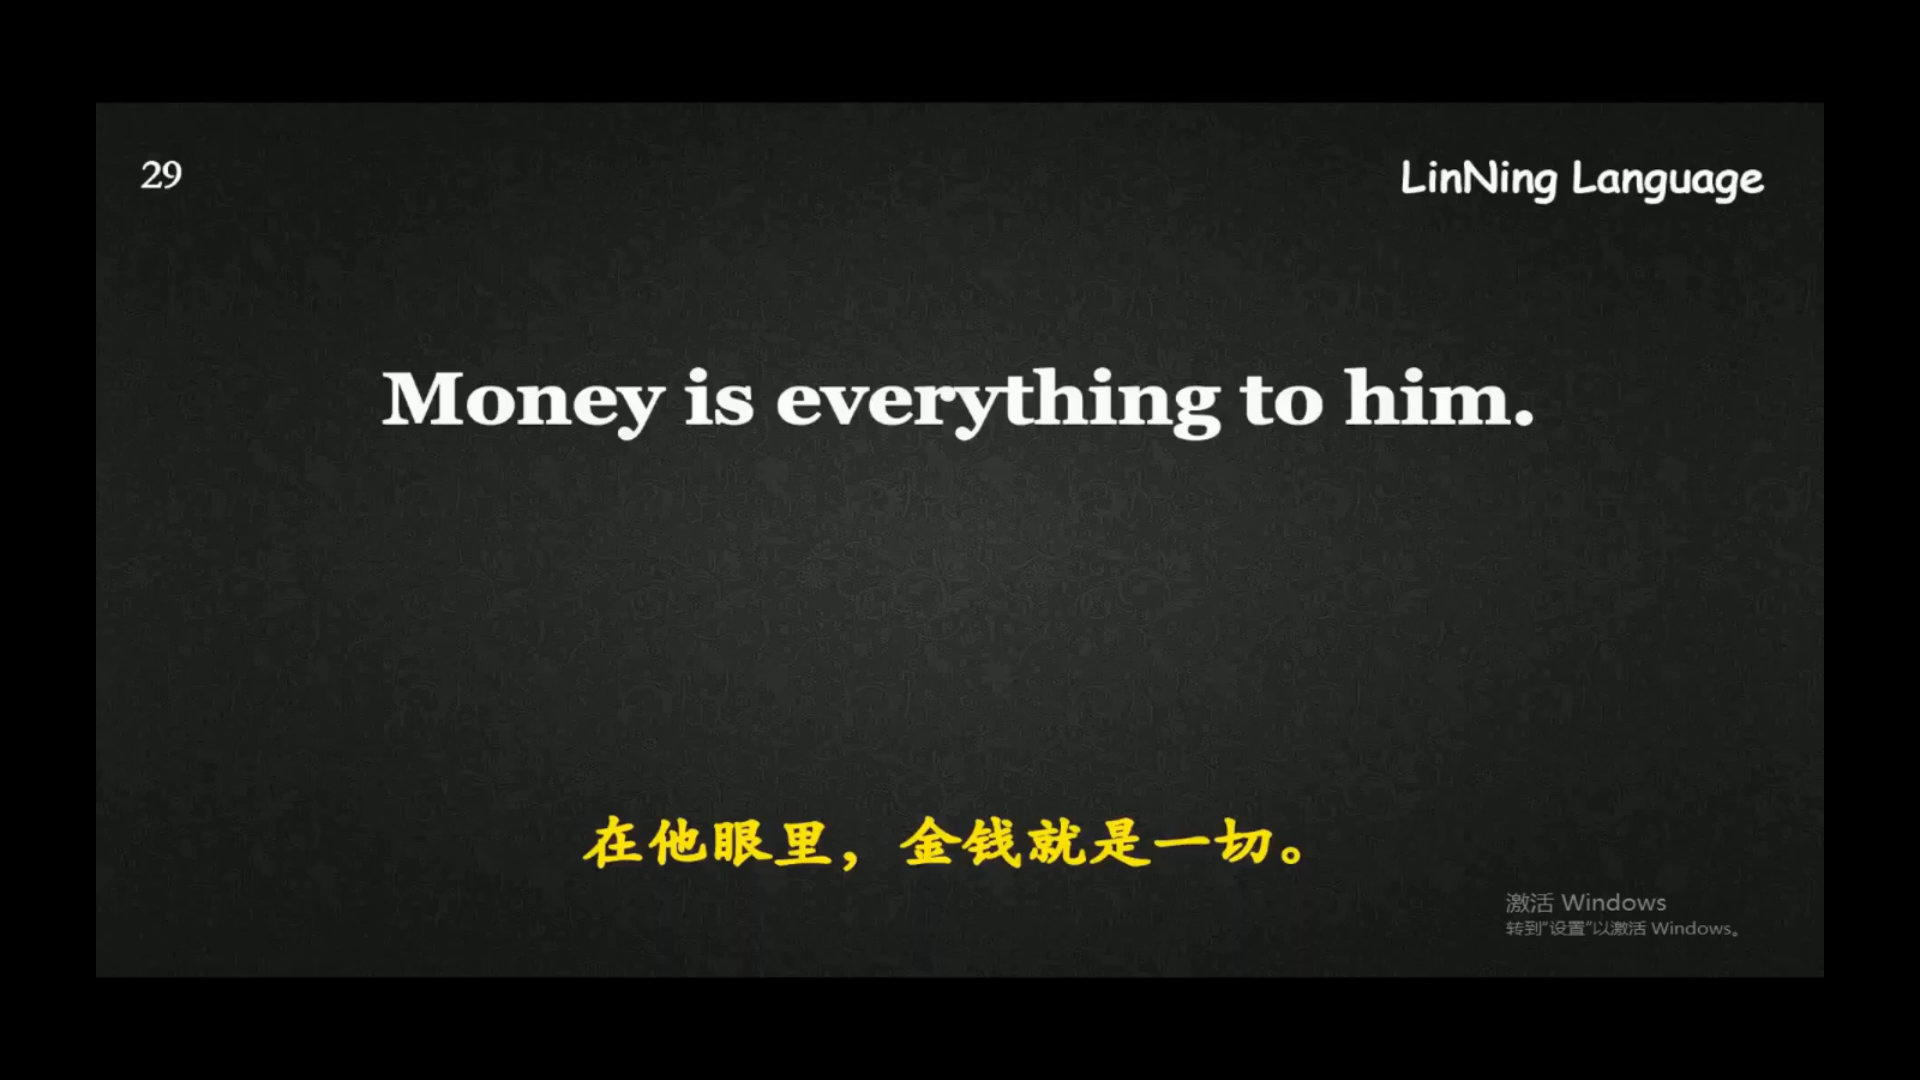 29
LinNing Language
Money is everything to him.
在他眼里，金钱就是一切。
激活 Windows
转到“设置”以激活 Windows。